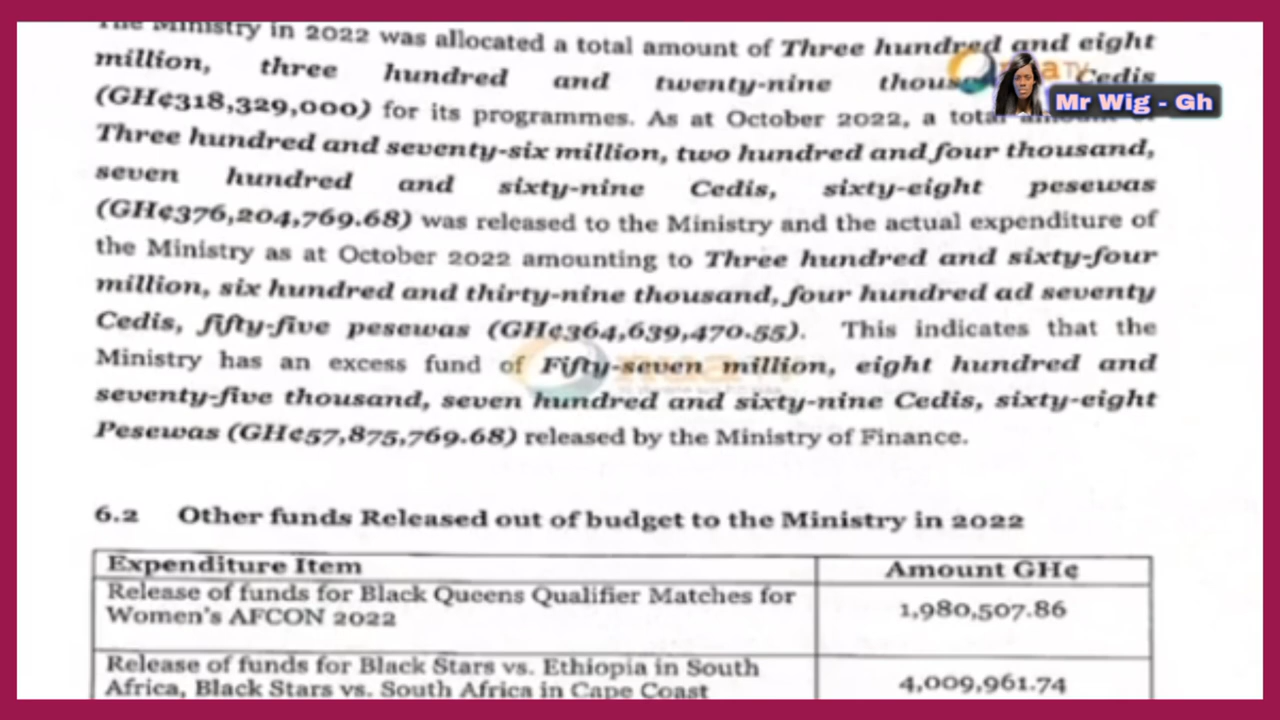 The Ministry in 2022 was allocated a total amount of Three hundred and eight
million, three hundred and twenty-nine Cedis
(GH¢318,329,000) for its programmes. As at October 2022, a total
Three hundred and seventy-six million, two hundred and four thousand,
seven hundred and sixty-nine Cedis, sixty-eight pesewas
(GH¢376,204,769.68) was released to the Ministry and the actual expenditure of
the Ministry as at October 2022 amounting to Three hundred and sixty-four
million, six hundred and thirty-nine thousand, four hundred ad seventy
Cedis, fifty-five pesewas (GH¢364,639,470.55). This indicates that the
Ministry has an excess fund of Fifty-seven million, eight hundred and
seventy-five thousand, seven hundred and sixty-nine Cedis, sixty-eight
Pesewas (GH¢57,875,769.68) released by the Ministry of Finance.
6.2 Other funds Released out of budget to the Ministry in 2022
Expenditure Item Amount GH¢
Release of funds for Black Queens Qualifier Matches for
Women's AFCON 2022
1,980,507.86
Release of funds for Black Stars vs. Ethiopia in South
Africa, Black Stars vs. South Africa in Cape Coast
4,009,961.74
Mr Wig - Gh